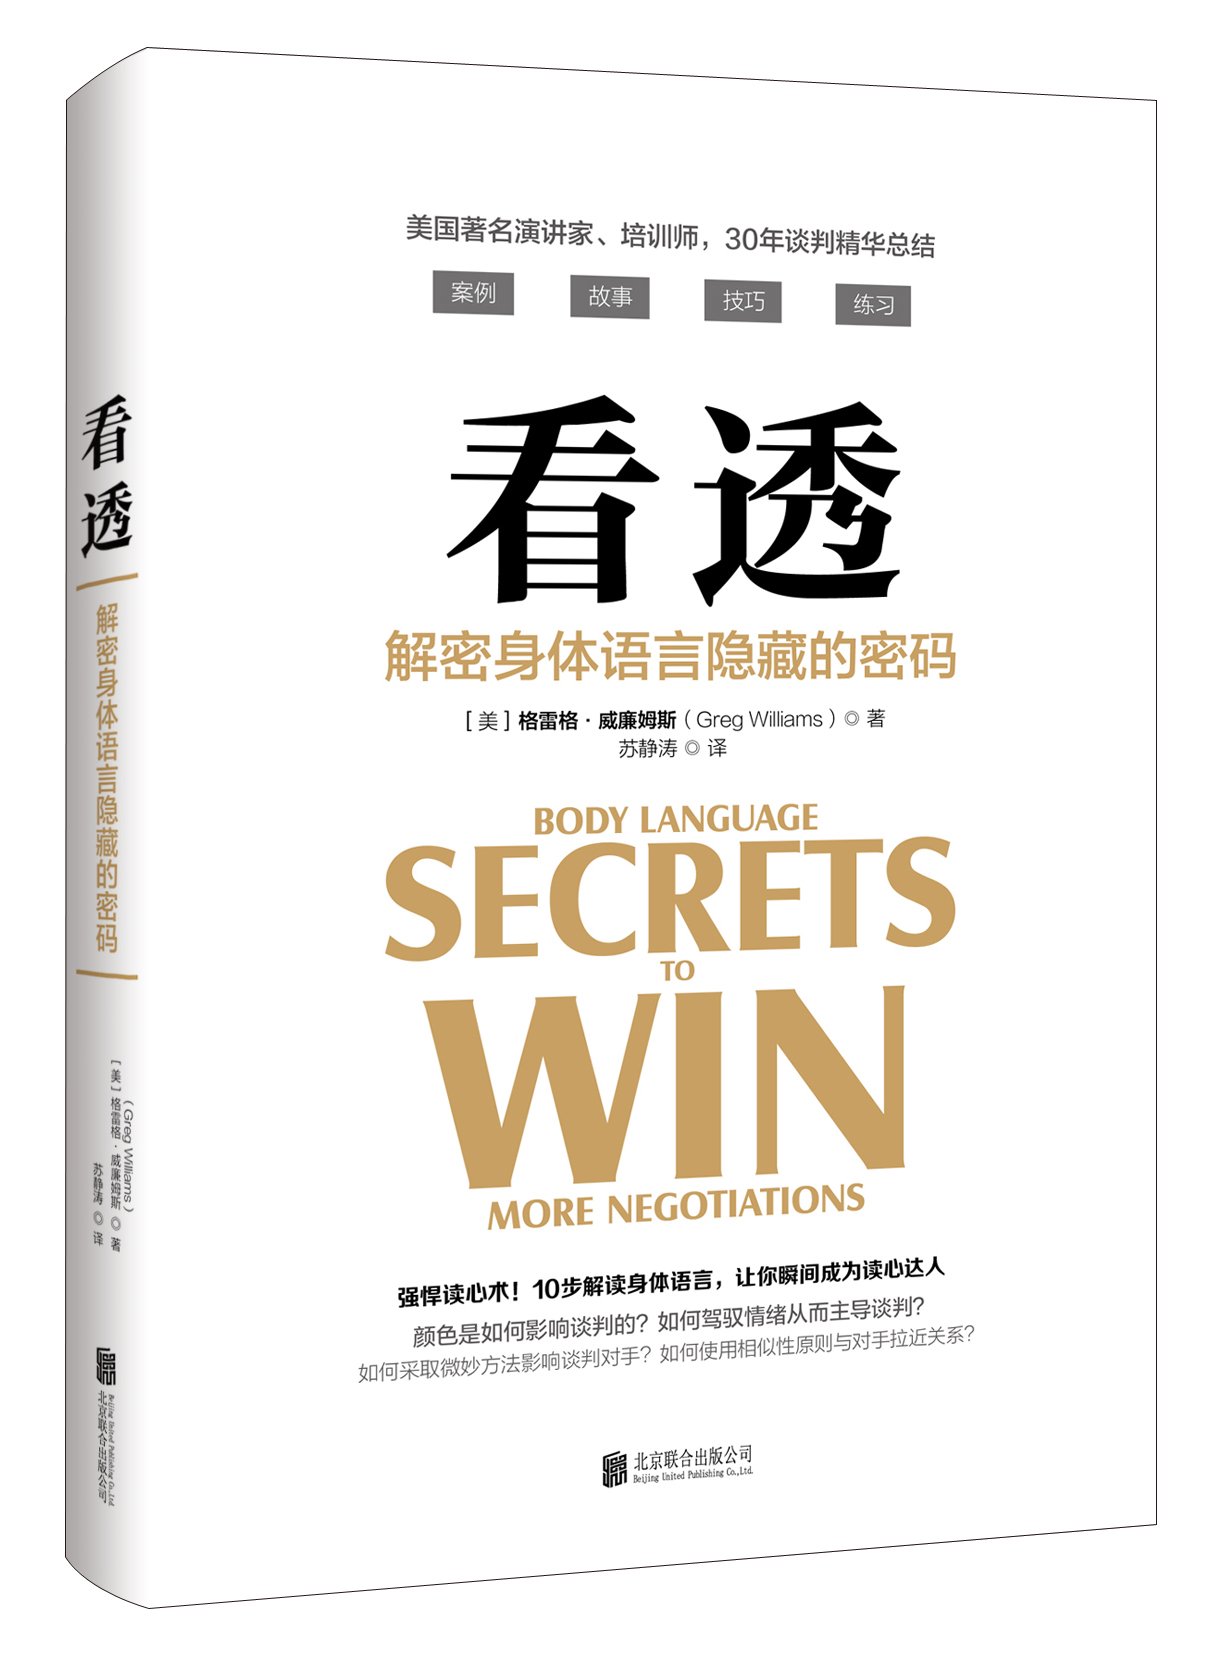 美国著名演讲家、培训师，30年谈判精华总结
案例 故事 技巧 练习
看透
解密身体语言隐藏的密码
［美］格雷格·威廉姆斯（Greg Williams）◎ 著
苏静涛 ◎ 译
BODY LANGUAGE
SECRETS
TO
WIN
MORE NEGOTIATIONS
强悍读心术！10步解读身体语言，让你瞬间成为读心达人
颜色是如何影响谈判的？如何驾驭情绪从而主导谈判？
如何采取微妙方法影响谈判对手？如何使用相似性原则与对手拉近关系？
北京联合出版公司
Beijing United Publishing Co.,Ltd.
看透
解密身体语言隐藏的密码
（Greg Williams）
［美］格雷格·威廉姆斯 ◎ 著
苏静涛 ◎ 译
Beijing United Publishing Co.,Ltd.
北京联合出版公司